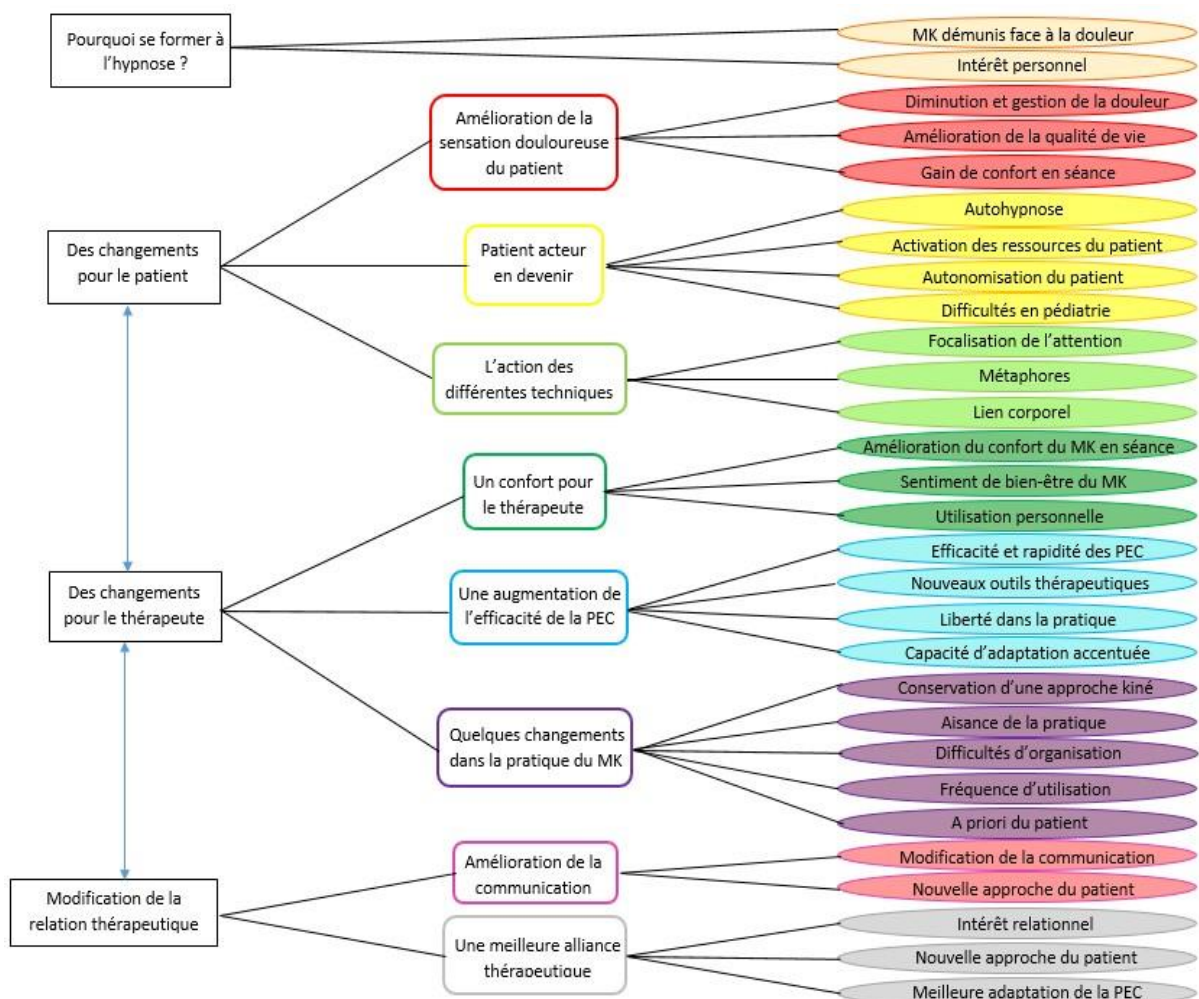 Pourquoi se former à
l'hypnose ?
MK démunis face à la douleur
Intérêt personnel
Des changements
pour le patient
Amélioration de la
sensation douloureuse
du patient
Diminution et gestion de la douleur
Amélioration de la qualité de vie
Gain de confort en séance
Patient acteur
en devenir
Autohypnose
Activation des ressources du patient
Autonomisation du patient
Difficultés en pédiatrie
L'action des
différentes techniques
Focalisation de l'attention
Métaphores
Lien corporel
Des changements
pour le thérapeute
Un confort pour
le thérapeute
Amélioration du confort du MK en séance
Sentiment de bien-être du MK
Utilisation personnelle
Une augmentation de
l'efficacité de la PEC
Efficacité et rapidité des PEC
Nouveaux outils thérapeutiques
Liberté dans la pratique
Capacité d'adaptation accentuée
Quelques changements
dans la pratique du MK
Conservation d'une approche kiné
Aisance de la pratique
Difficultés d'organisation
Fréquence d'utilisation
A priori du patient
Modification de la
relation thérapeutique
Amélioration de la
communication
Modification de la communication
Nouvelle approche du patient
Une meilleure alliance
thérapeutique
Intérêt relationnel
Nouvelle approche du patient
Meilleure adaptation de la PEC